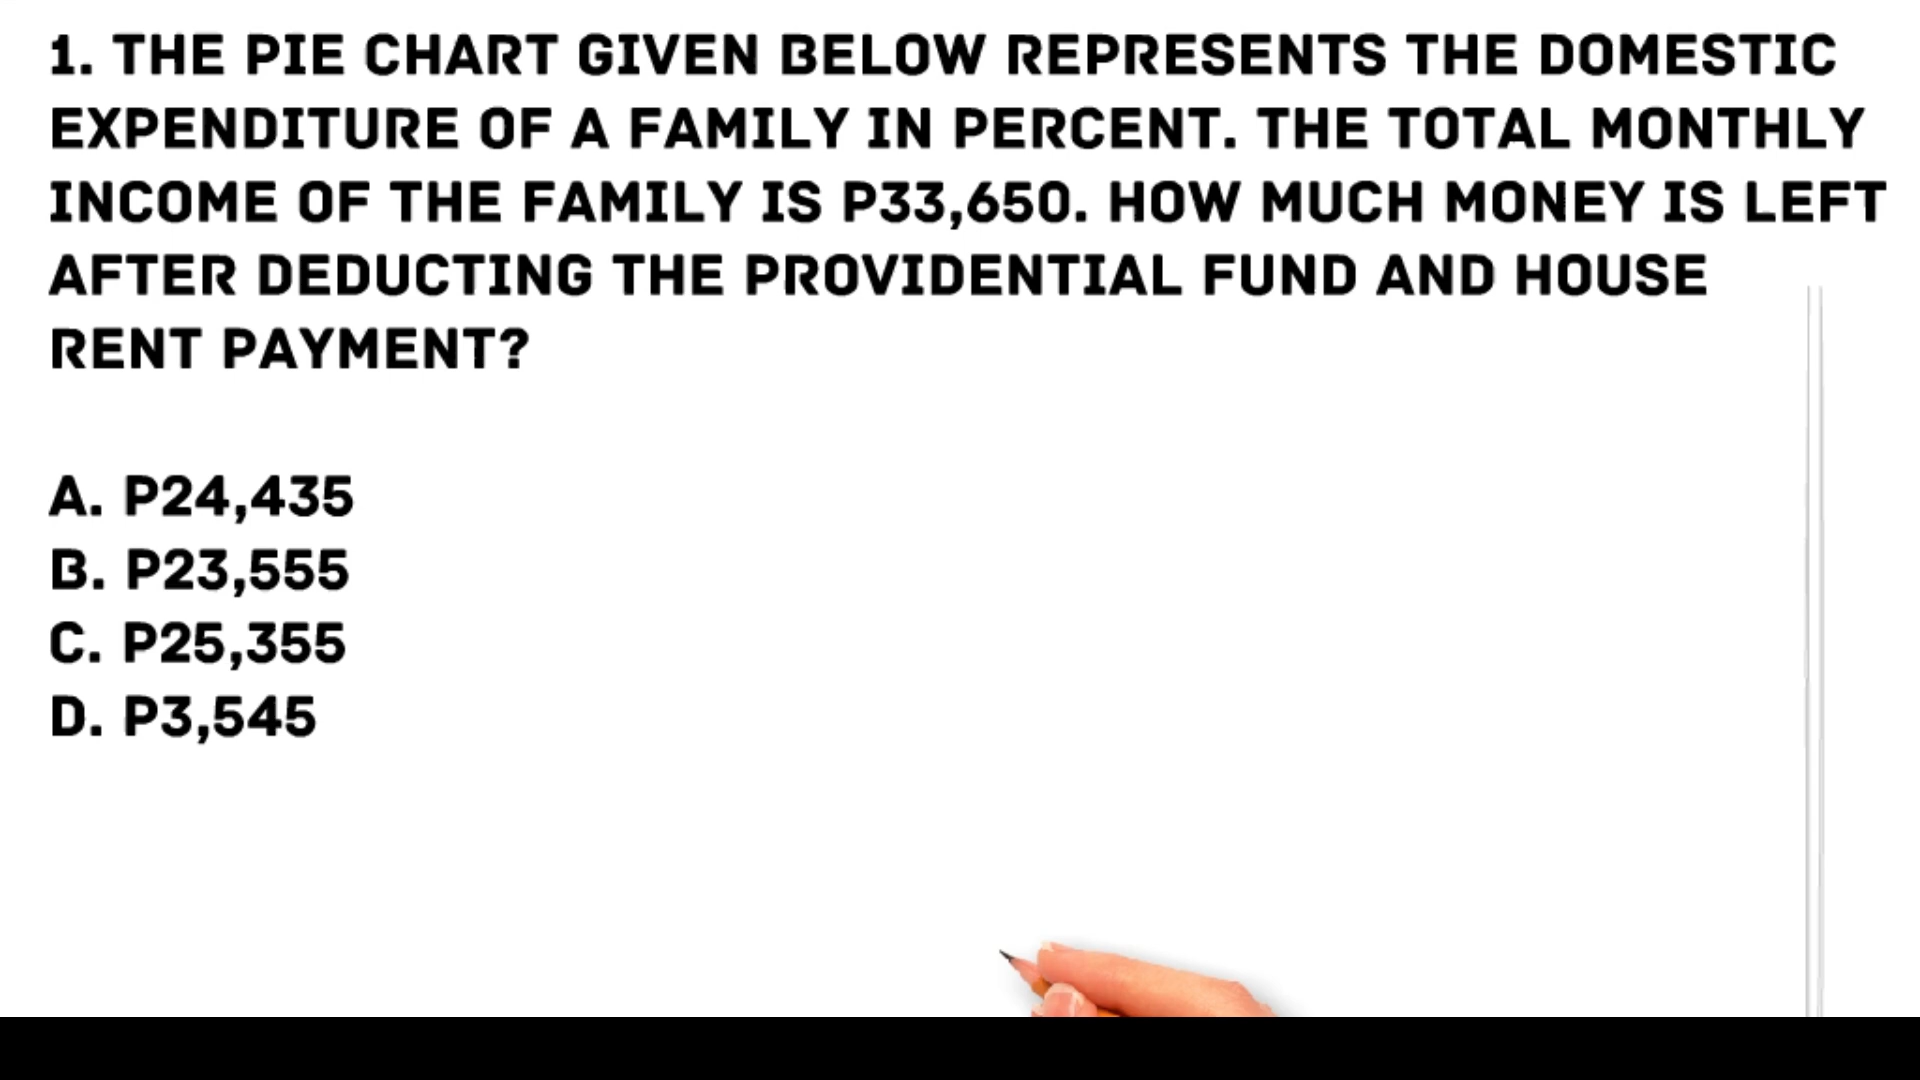 1. THE PIE CHART GIVEN BELOW REPRESENTS THE DOMESTIC
EXPENDITURE OF A FAMILY IN PERCENT. THE TOTAL MONTHLY
INCOME OF THE FAMILY IS P33,650. HOW MUCH MONEY IS LEFT
AFTER DEDUCTING THE PROVIDENTIAL FUND AND HOUSE
RENT PAYMENT?
A. P24,435
B. P23,555
C. P25,355
D. P3,545